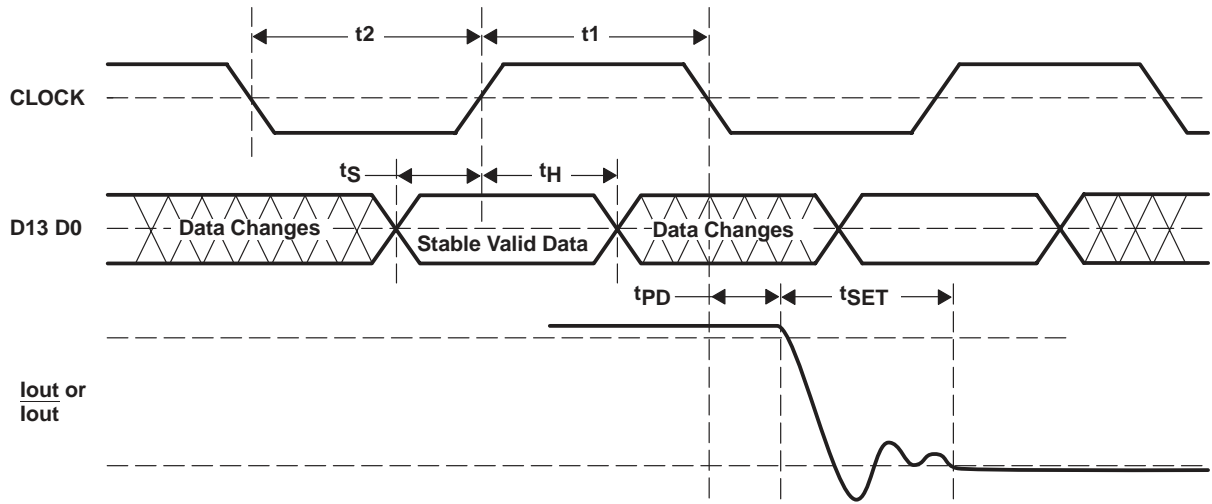 t2
t1
CLOCK
tS
tH
D13 D0
Data Changes
Stable Valid Data
Data Changes
tPD
tSET
Iout or
Iout